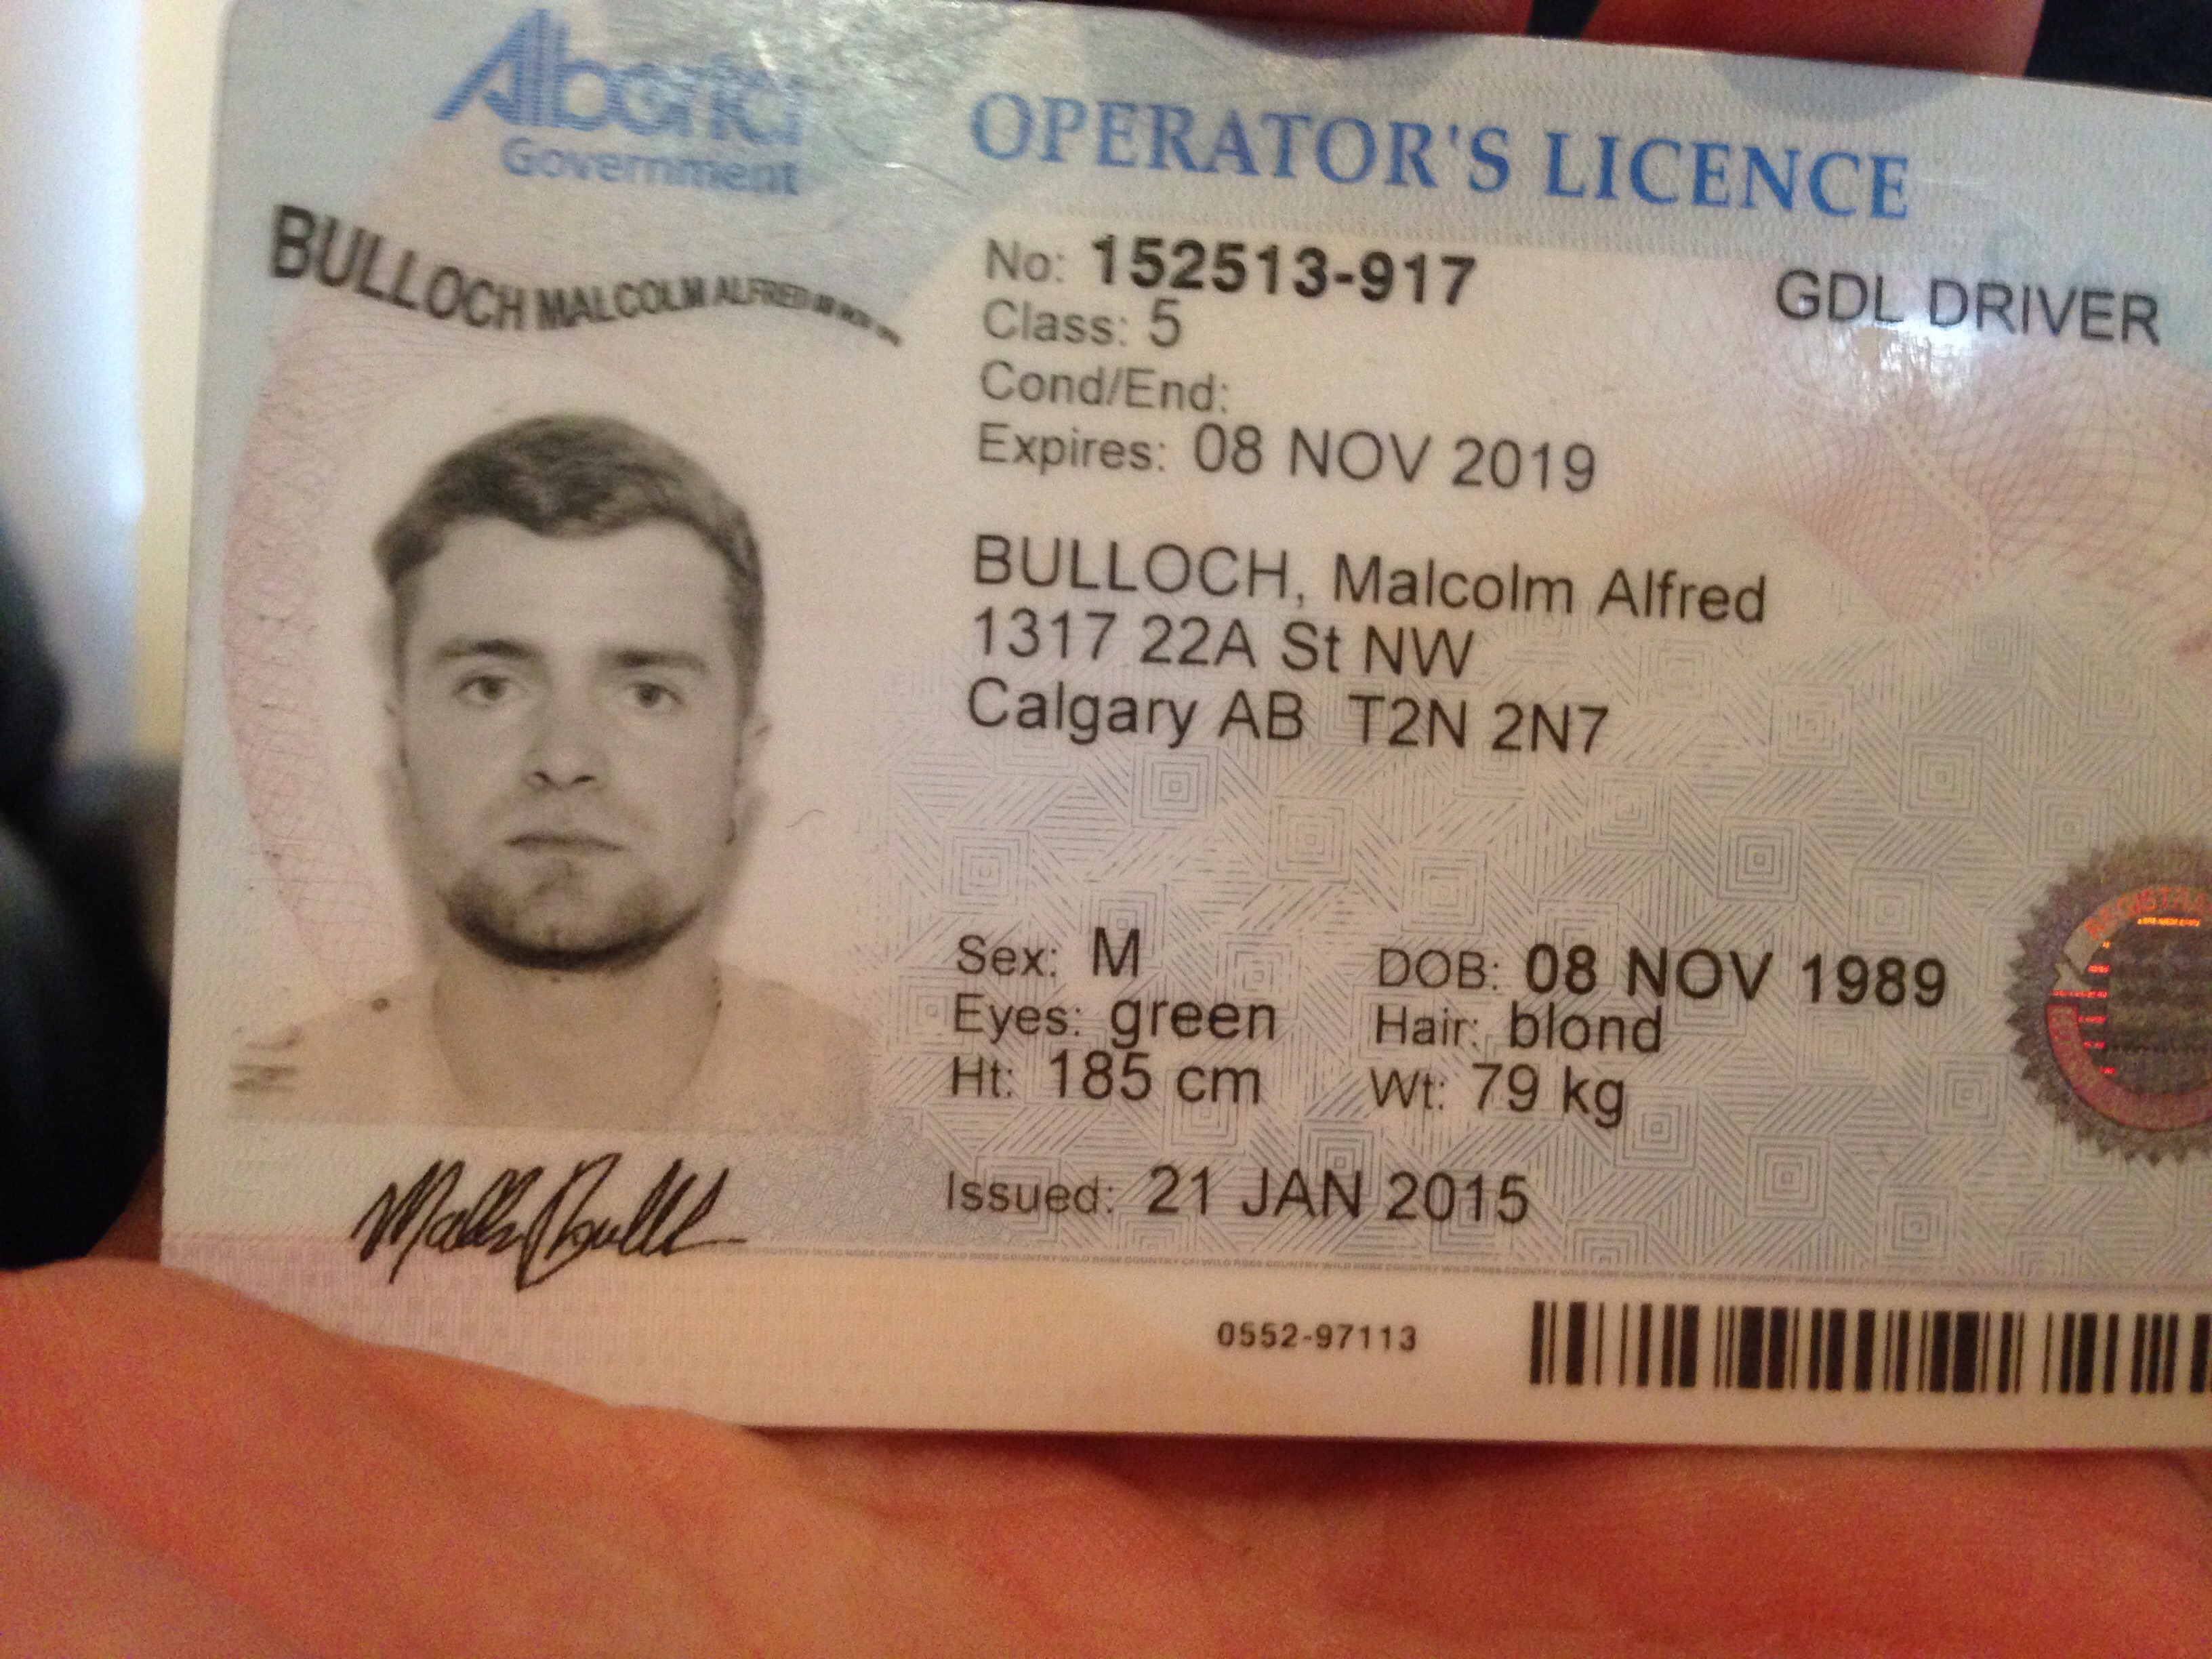 Alberta
Government
OPERATOR'S LICENCE
BULLOCH MALCOLM ALFRED
No: 152513-917
GDL DRIVER
Class: 5
Cond/End:
Expires: 08 NOV 2019
BULLOCH, Malcolm Alfred
1317 22A St NW
Calgary AB T2N 2N7
Sex: M DOB: 08 NOV 1989
Eyes: green Hair: blond
Ht: 185 cm Wt: 79 kg
Issued: 21 JAN 2015
0552-97113